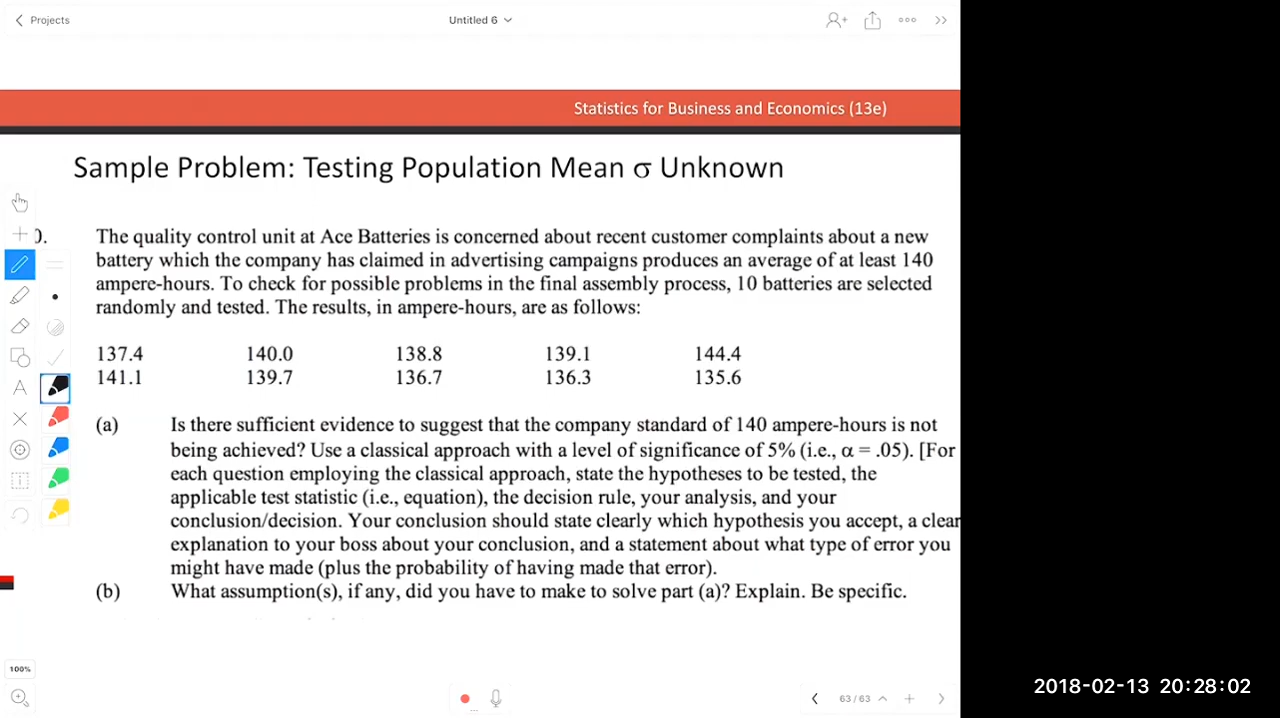 Projects
Untitled 6
Statistics for Business and Economics (13e)
Sample Problem: Testing Population Mean σ Unknown
0.
The quality control unit at Ace Batteries is concerned about recent customer complaints about a new
battery which the company has claimed in advertising campaigns produces an average of at least 140
ampere-hours. To check for possible problems in the final assembly process, 10 batteries are selected
randomly and tested. The results, in ampere-hours, are as follows:
137.4 140.0 138.8 139.1 144.4
141.1 139.7 136.7 136.3 135.6
(a) Is there sufficient evidence to suggest that the company standard of 140 ampere-hours is not
being achieved? Use a classical approach with a level of significance of 5% (i.e., α = .05). [For
each question employing the classical approach, state the hypotheses to be tested, the
applicable test statistic (i.e., equation), the decision rule, your analysis, and your
conclusion/decision. Your conclusion should state clearly which hypothesis you accept, a clear
explanation to your boss about your conclusion, and a statement about what type of error you
might have made (plus the probability of having made that error).
(b) What assumption(s), if any, did you have to make to solve part (a)? Explain. Be specific.
100%
63/63
2018-02-13 20:28:02